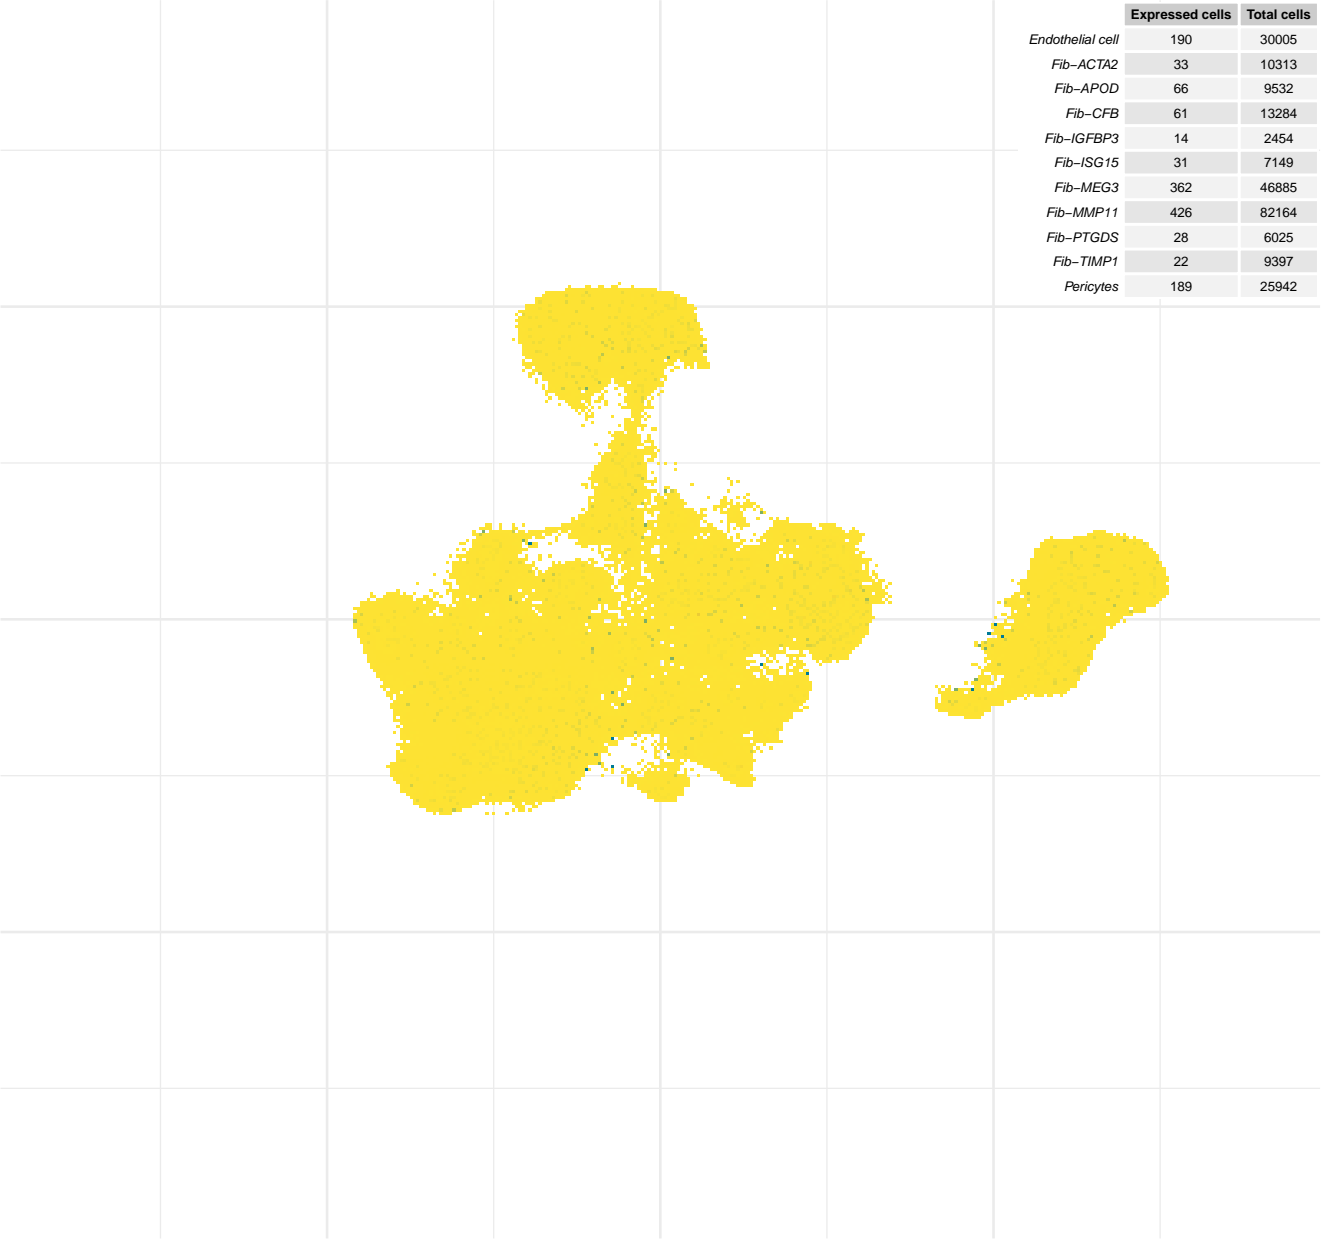 Expressed cells Total cells
Endothelial cell 190 30005
Fib−ACTA2 33 10313
Fib−APOD 66 9532
Fib−CFB 61 13284
Fib−IGFBP3 14 2454
Fib−ISG15 31 7149
Fib−MEG3 362 46885
Fib−MMP11 426 82164
Fib−PTGDS 28 6025
Fib−TIMP1 22 9397
Pericytes 189 25942